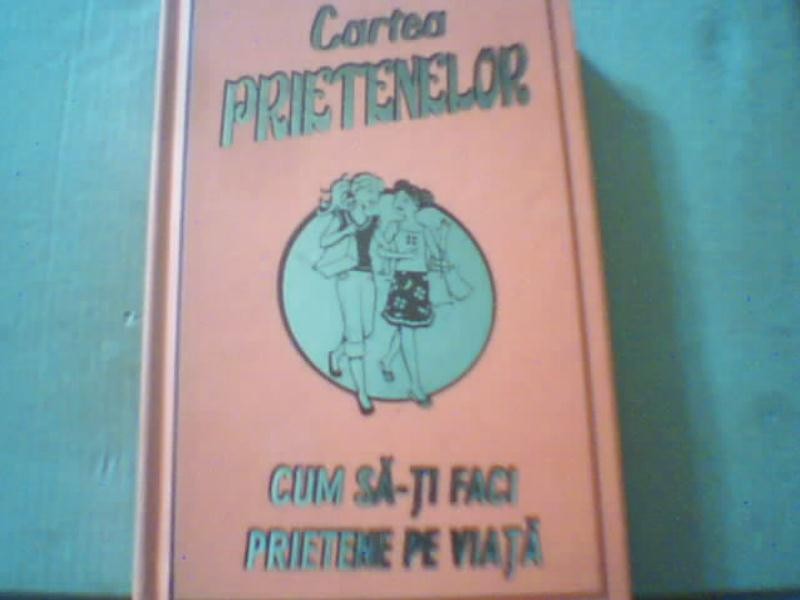 Cartea
PRIETENELOR
CUM SĂ-ȚI FACI
PRIETENE PE VIAȚĂ